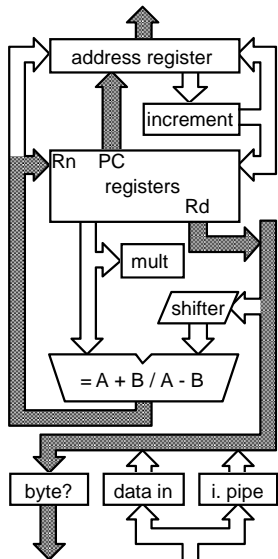 address register
increment
Rn PC
registers
Rd
mult
shifter
= A + B / A - B
byte?
data in
i. pipe